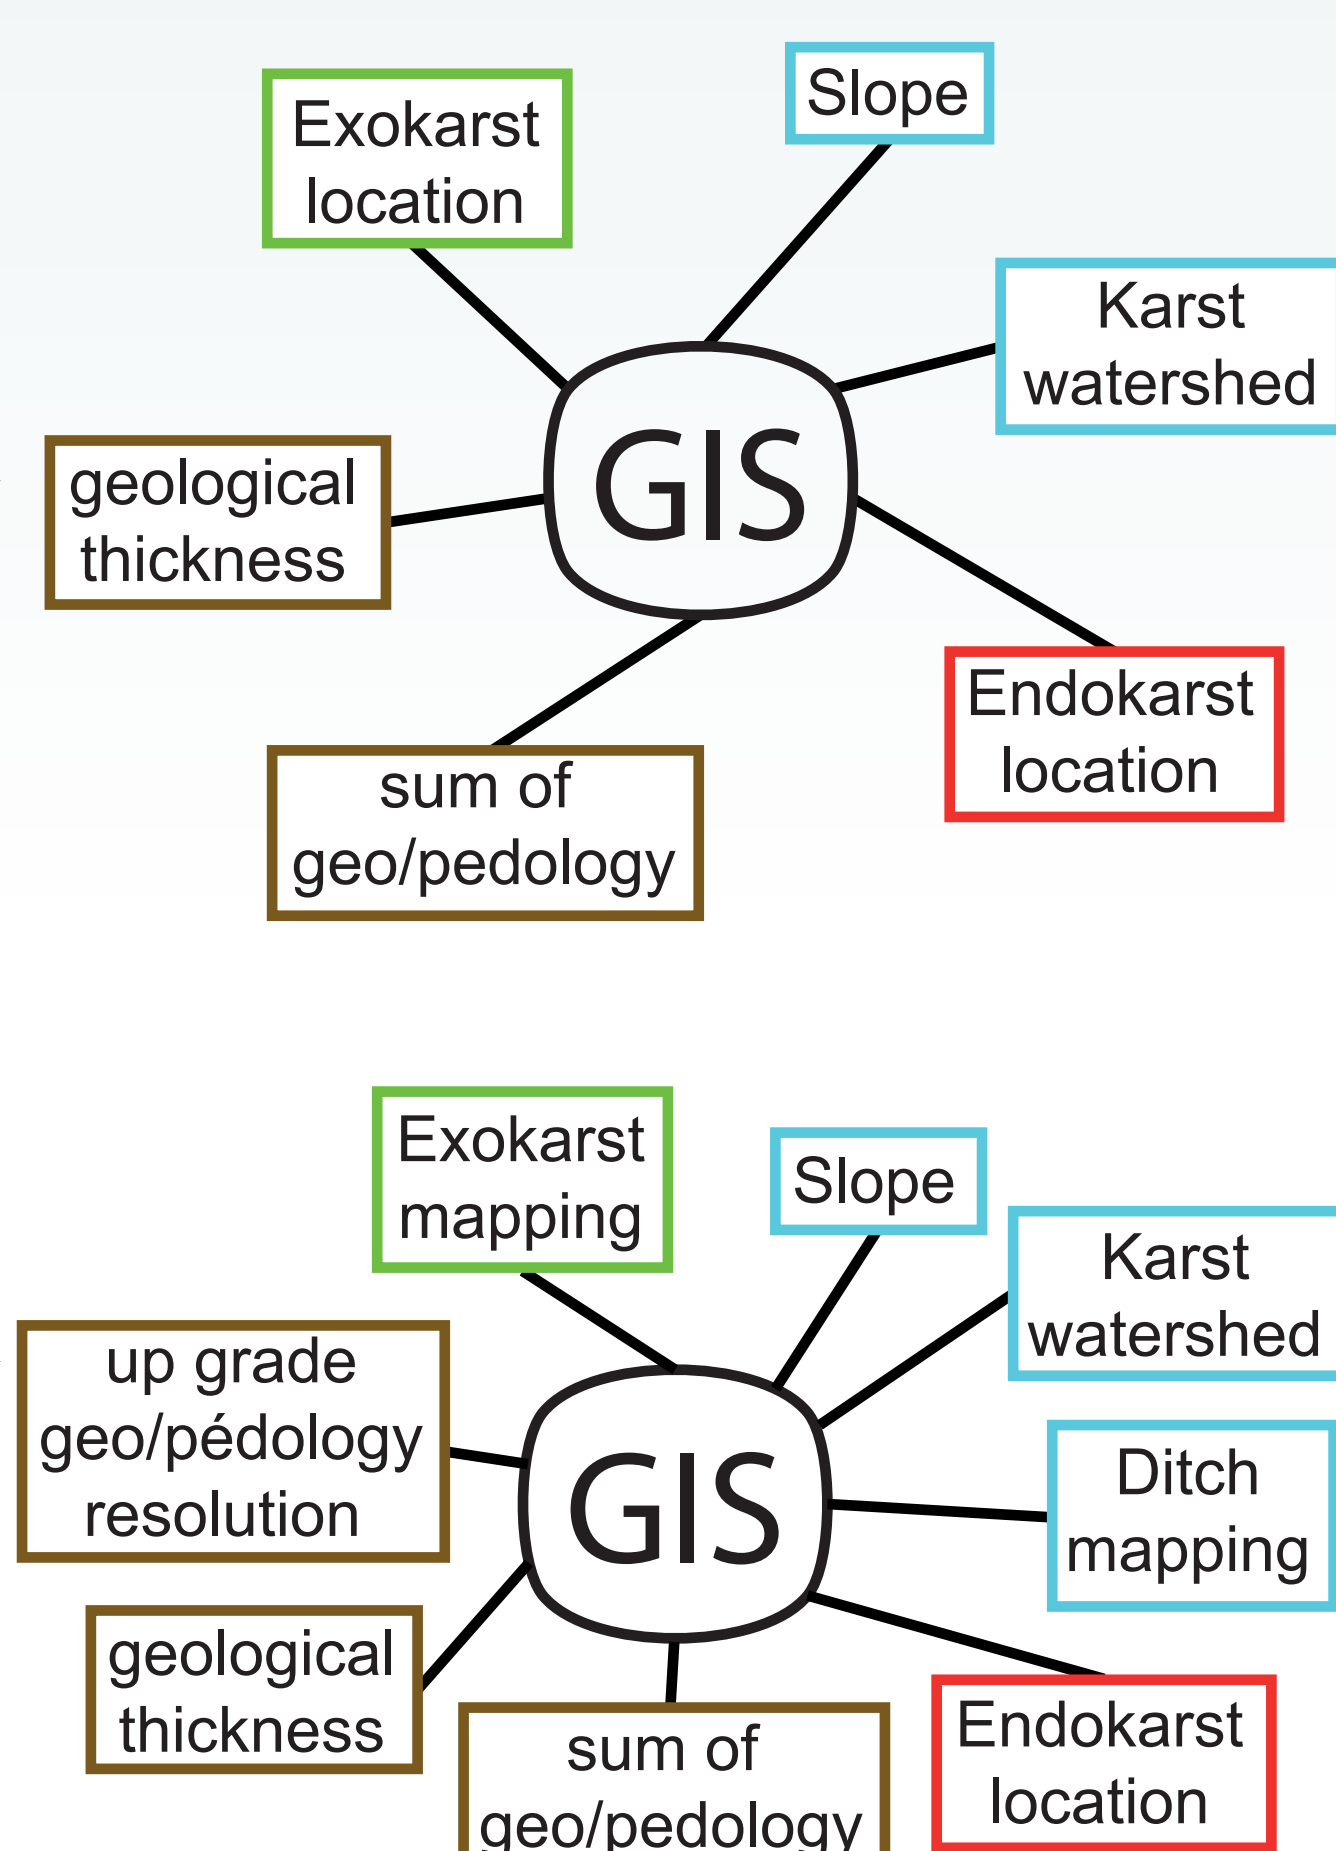 Slope
Exokarst
location
Karst
watershed
GIS
geological
thickness
Endokarst
location
sum of
geo/pedology
Exokarst
mapping
Slope
Karst
watershed
up grade
geo/pédology
resolution
Ditch
mapping
GIS
geological
thickness
Endokarst
location
sum of
geo/pedology